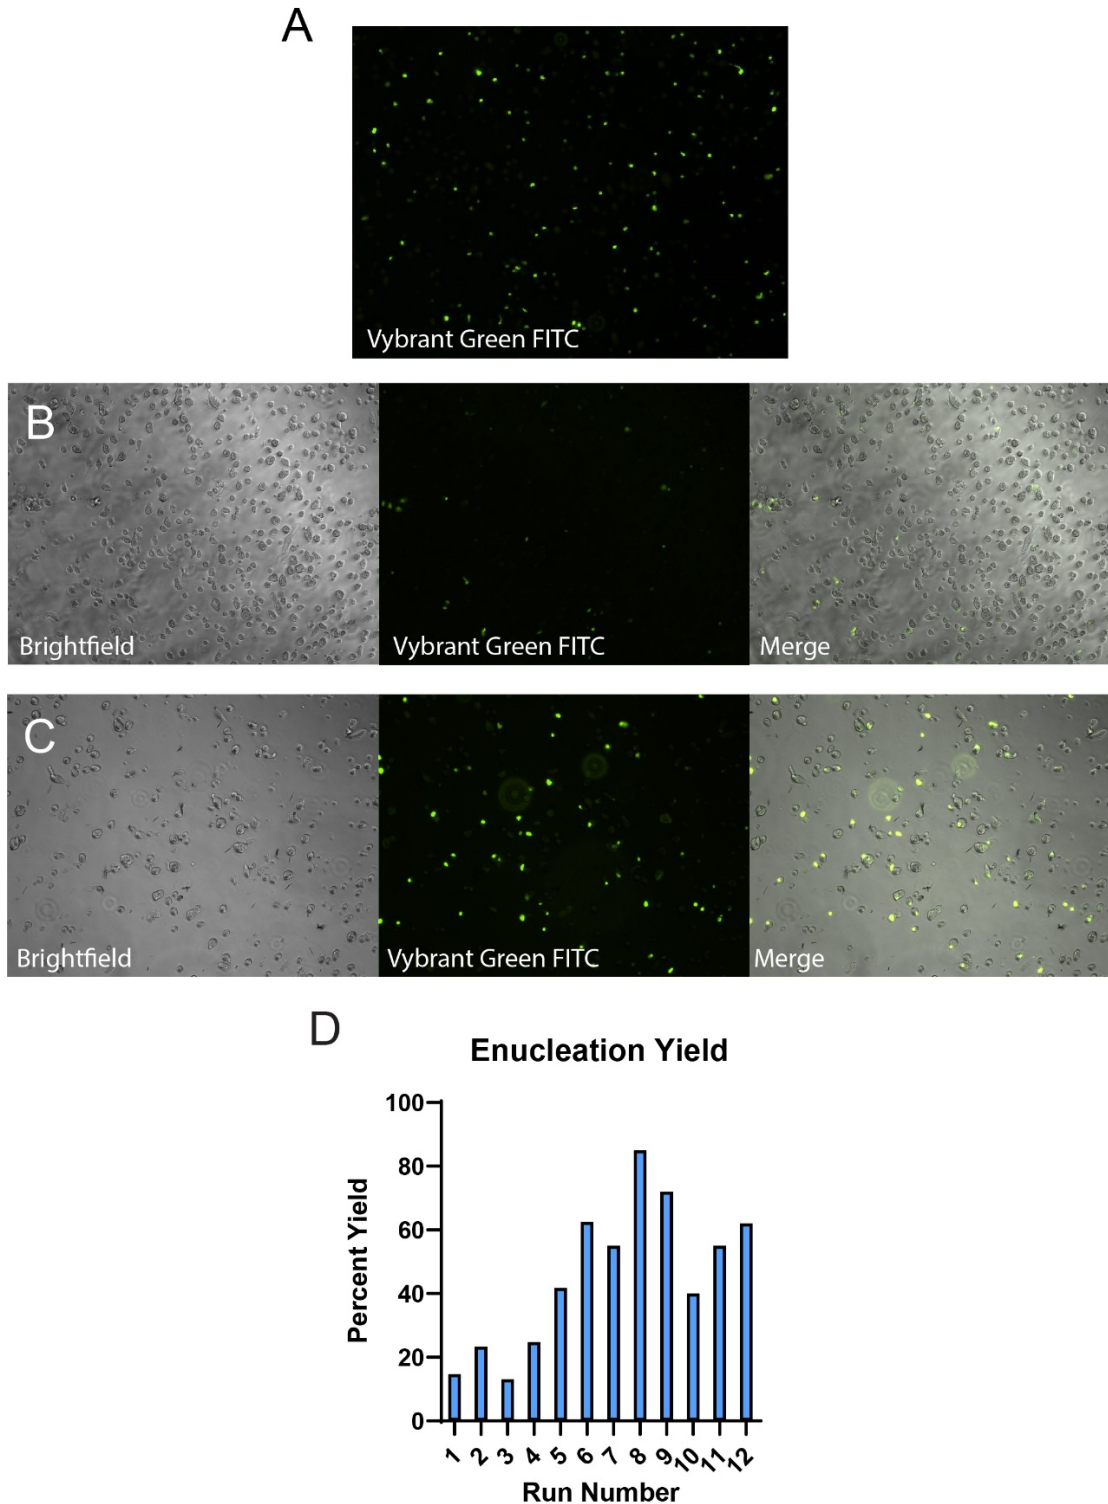 A
Vybrant Green FITC
B
Brightfield
Vybrant Green FITC
Merge
C
Brightfield
Vybrant Green FITC
Merge
D
Enucleation Yield
100
80
60
40
20
0
Percent Yield
1 2 3 4 5 6 7 8 9 10 11 12
Run Number